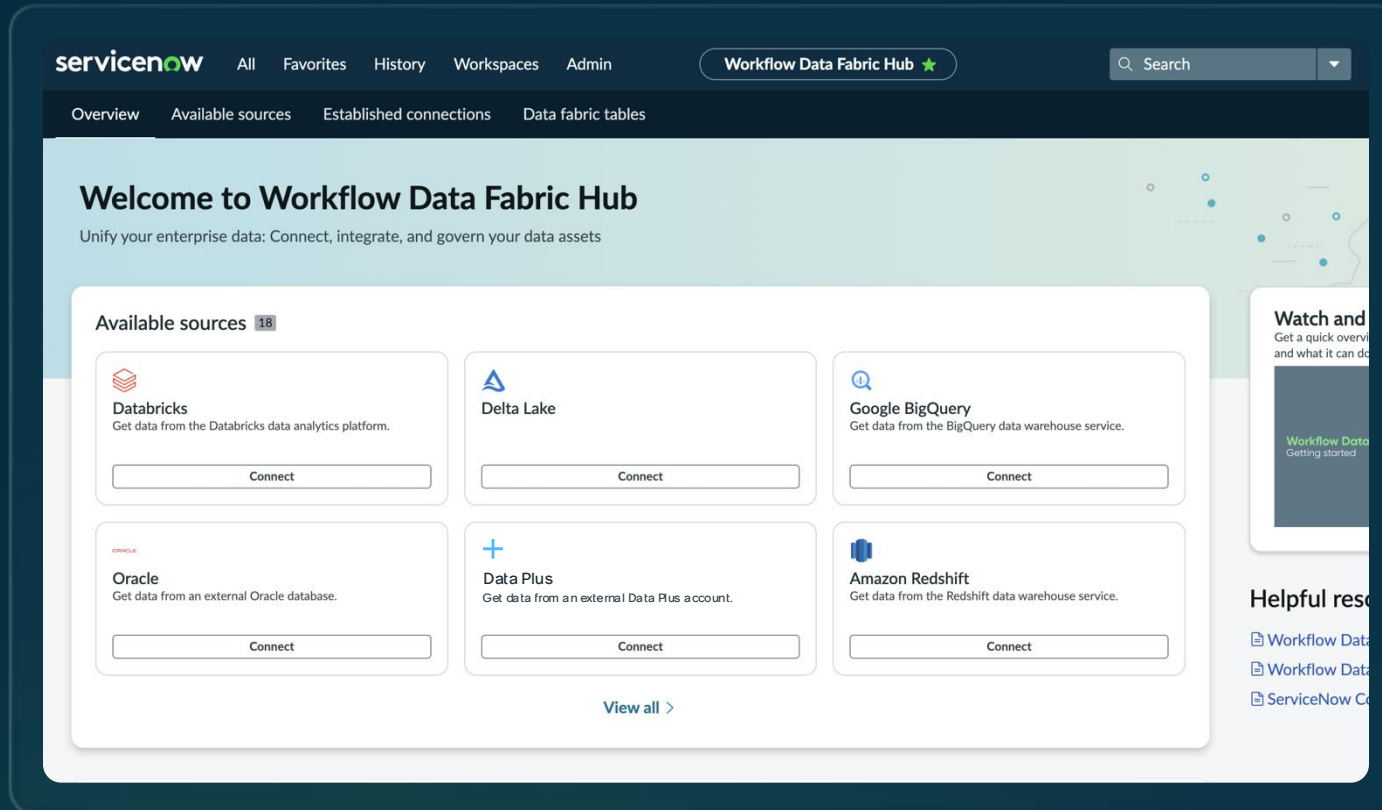 servicenow All Favorites History Workspaces Admin Workflow Data Fabric Hub Search
Overview Available sources Established connections Data fabric tables
Welcome to Workflow Data Fabric Hub
Unify your enterprise data: Connect, integrate, and govern your data assets
Available sources 18
Databricks
Get data from the Databricks data analytics platform.
Connect
Delta Lake
Connect
Google BigQuery
Get data from the BigQuery data warehouse service.
Connect
ORACLE
Oracle
Get data from an external Oracle database.
Connect
Data Plus
Get data from an external Data Plus account.
Connect
Amazon Redshift
Get data from the Redshift data warehouse service.
Connect
View all
Watch and
Get a quick overvi
and what it can do
Workflow Data
Getting started
Helpful reso
Workflow Data
Workflow Data
ServiceNow Co